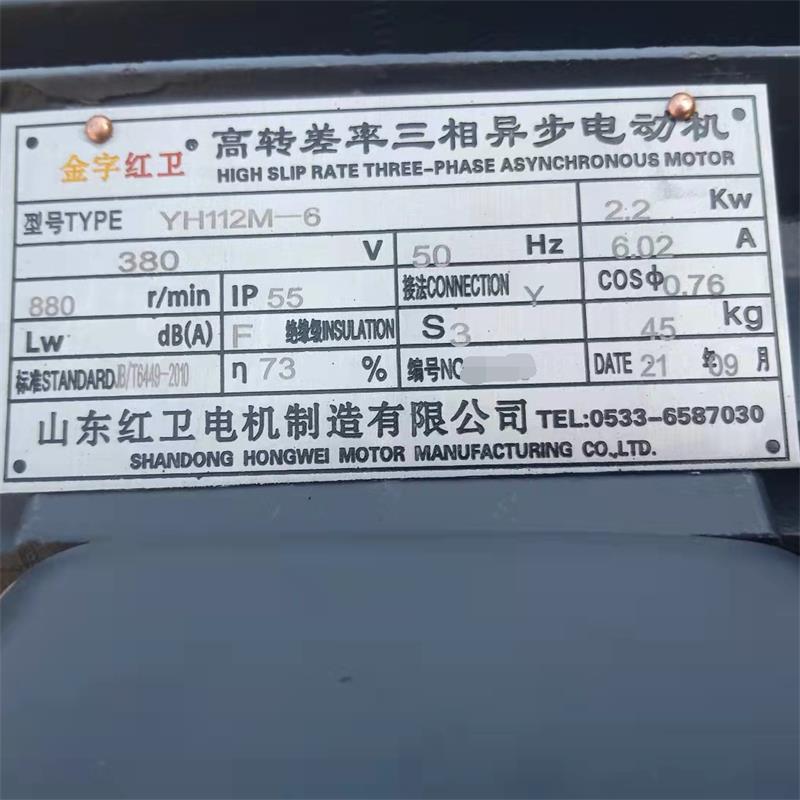 金字红卫® 高转差率三相异步电动机
HIGH SLIP RATE THREE-PHASE ASYNCHRONOUS MOTOR
型号TYPE YH112M-6 2.2 Kw
380 V 50 Hz 6.02 A
880 r/min IP 55 接法CONNECTION Y COSΦ0.76
Lw dB(A) F 绝缘级INSULATION S3 45 kg
标准STANDARD JB/T6449-2010 η 73 % 编号NO DATE 21 年09月
山东红卫电机制造有限公司 TEL:0533-6587030
SHANDONG HONGWEI MOTOR MANUFACTURING CO.,LTD.